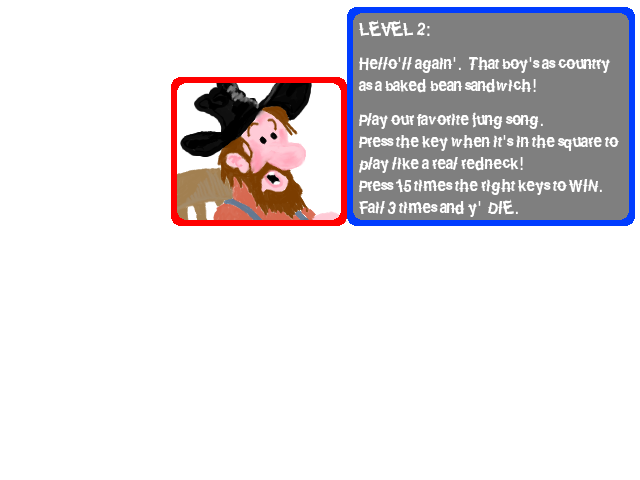 LEVEL 2:
Hello'll again'. That boy's as country
as a baked bean sandwich!
Play our favorite jung song.
Press the key when it's in the square to
play like a real redneck!
Press 15 times the right keys to WIN.
Fail 3 times and y' DIE.